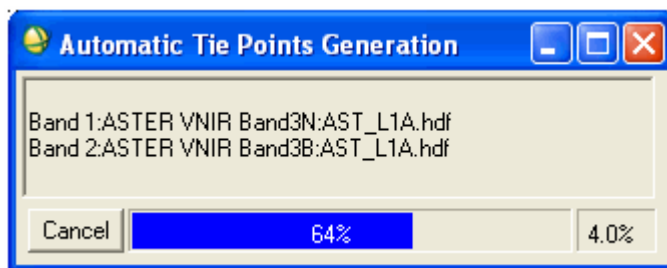 Automatic Tie Points Generation
Band 1:ASTER VNIR Band3N:AST_L1A.hdf
Band 2:ASTER VNIR Band3B:AST_L1A.hdf
Cancel 64% 4.0%